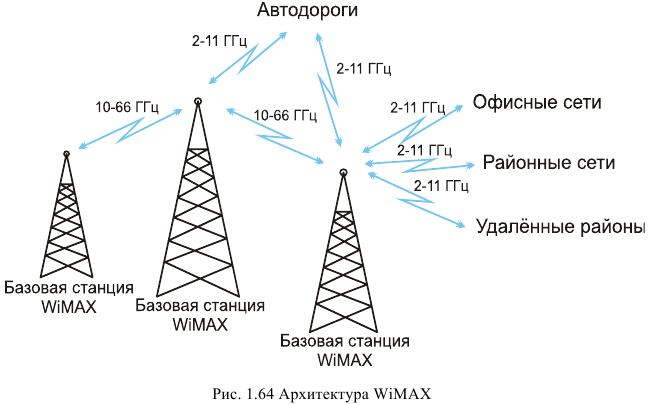 Автодороги
2-11 ГГц
2-11 ГГц
10-66 ГГц
10-66 ГГц
2-11 ГГц
Офисные сети
2-11 ГГц
Районные сети
2-11 ГГц
Удалённые районы
Базовая станция
WiMAX
Базовая станция
WiMAX
Базовая станция
WiMAX
Рис. 1.64 Архитектура WiMAX